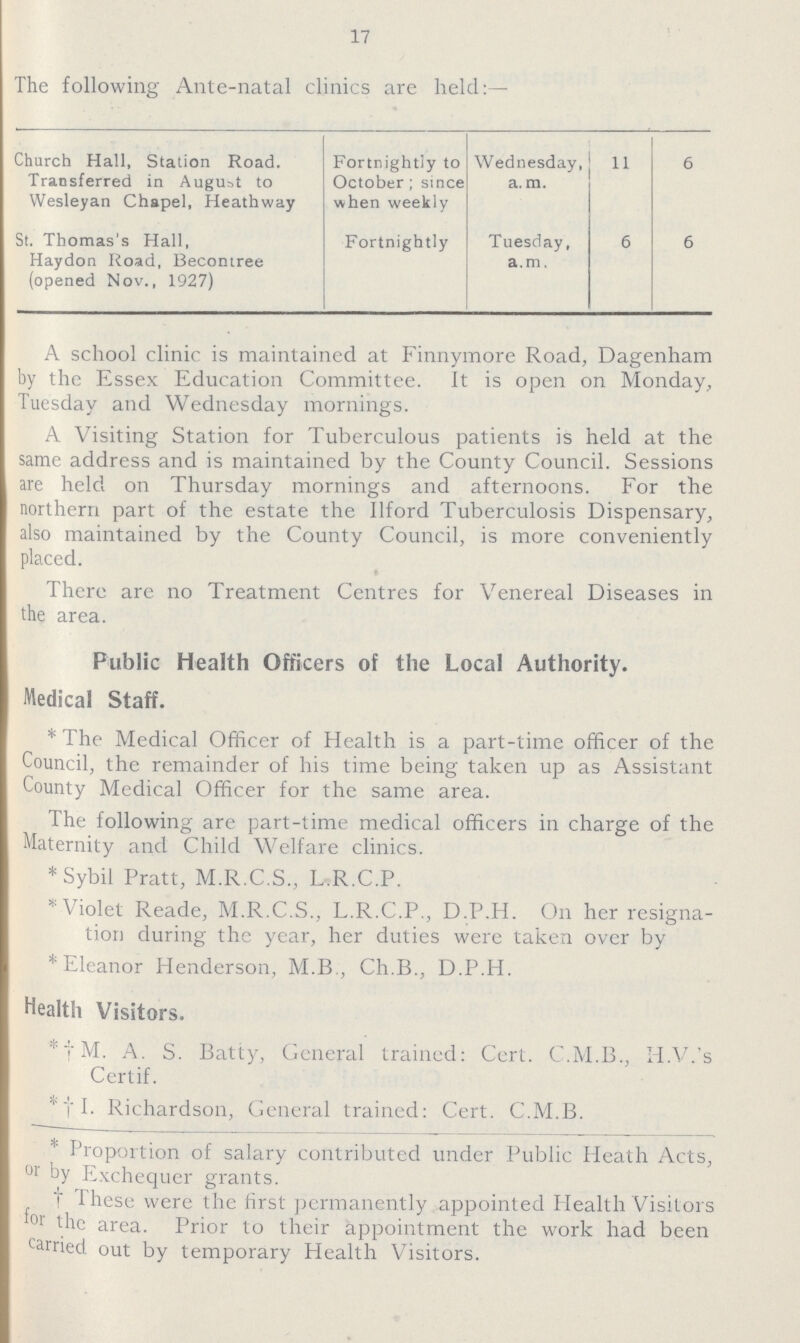 17
The following Ante-natal clinics are held:—
Church Hall, Station Road. Transferred in August to Wesleyan Chapel, Heathway | Fortnightly to October; since when weekly | Wednesday, a.m. | 11 | 6
St. Thomas's Hall, Haydon Road, Becontree (opened Nov., 1927) | Fortnightly | Tuesday, a.m. | 6 | 6
A school clinic is maintained at Finnymore Road, Dagenham
by the Essex Education Committee. It is open on Monday,
Tuesday and Wednesday mornings.
A Visiting Station for Tuberculous patients is held at the
same address and is maintained by the County Council. Sessions
are held on Thursday mornings and afternoons. For the
northern part of the estate the Ilford Tuberculosis Dispensary,
also maintained by the County Council, is more conveniently
placed.
There are no Treatment Centres for Venereal Diseases in
the area.
Public Health Officers of the Local Authority.
Medical Staff.
* The Medical Officer of Health is a part-time officer of the
Council, the remainder of his time being taken up as Assistant
County Medical Officer for the same area.
The following are part-time medical officers in charge of the
Maternity and Child Welfare clinics.
* Sybil Pratt, M.R.C.S., L.R.C.P.
* Violet Reade, M.R.C.S., L.R.C.P., D.P.H. On her resigna-
tion during the year, her duties were taken over by
* Eleanor Henderson, M.B., Ch.B., D.P.H.
Health Visitors.
* † M. A. S. Batty, General trained: Cert. C.M.B., H.V.'s
Certif.
* † I. Richardson, General trained: Cert. C.M.B.
* Proportion of salary contributed under Public Heath Acts,
or by Exchequer grants.
† These were the first permanently appointed Health Visitors
for the area. Prior to their appointment the work had been
carried out by temporary Health Visitors.